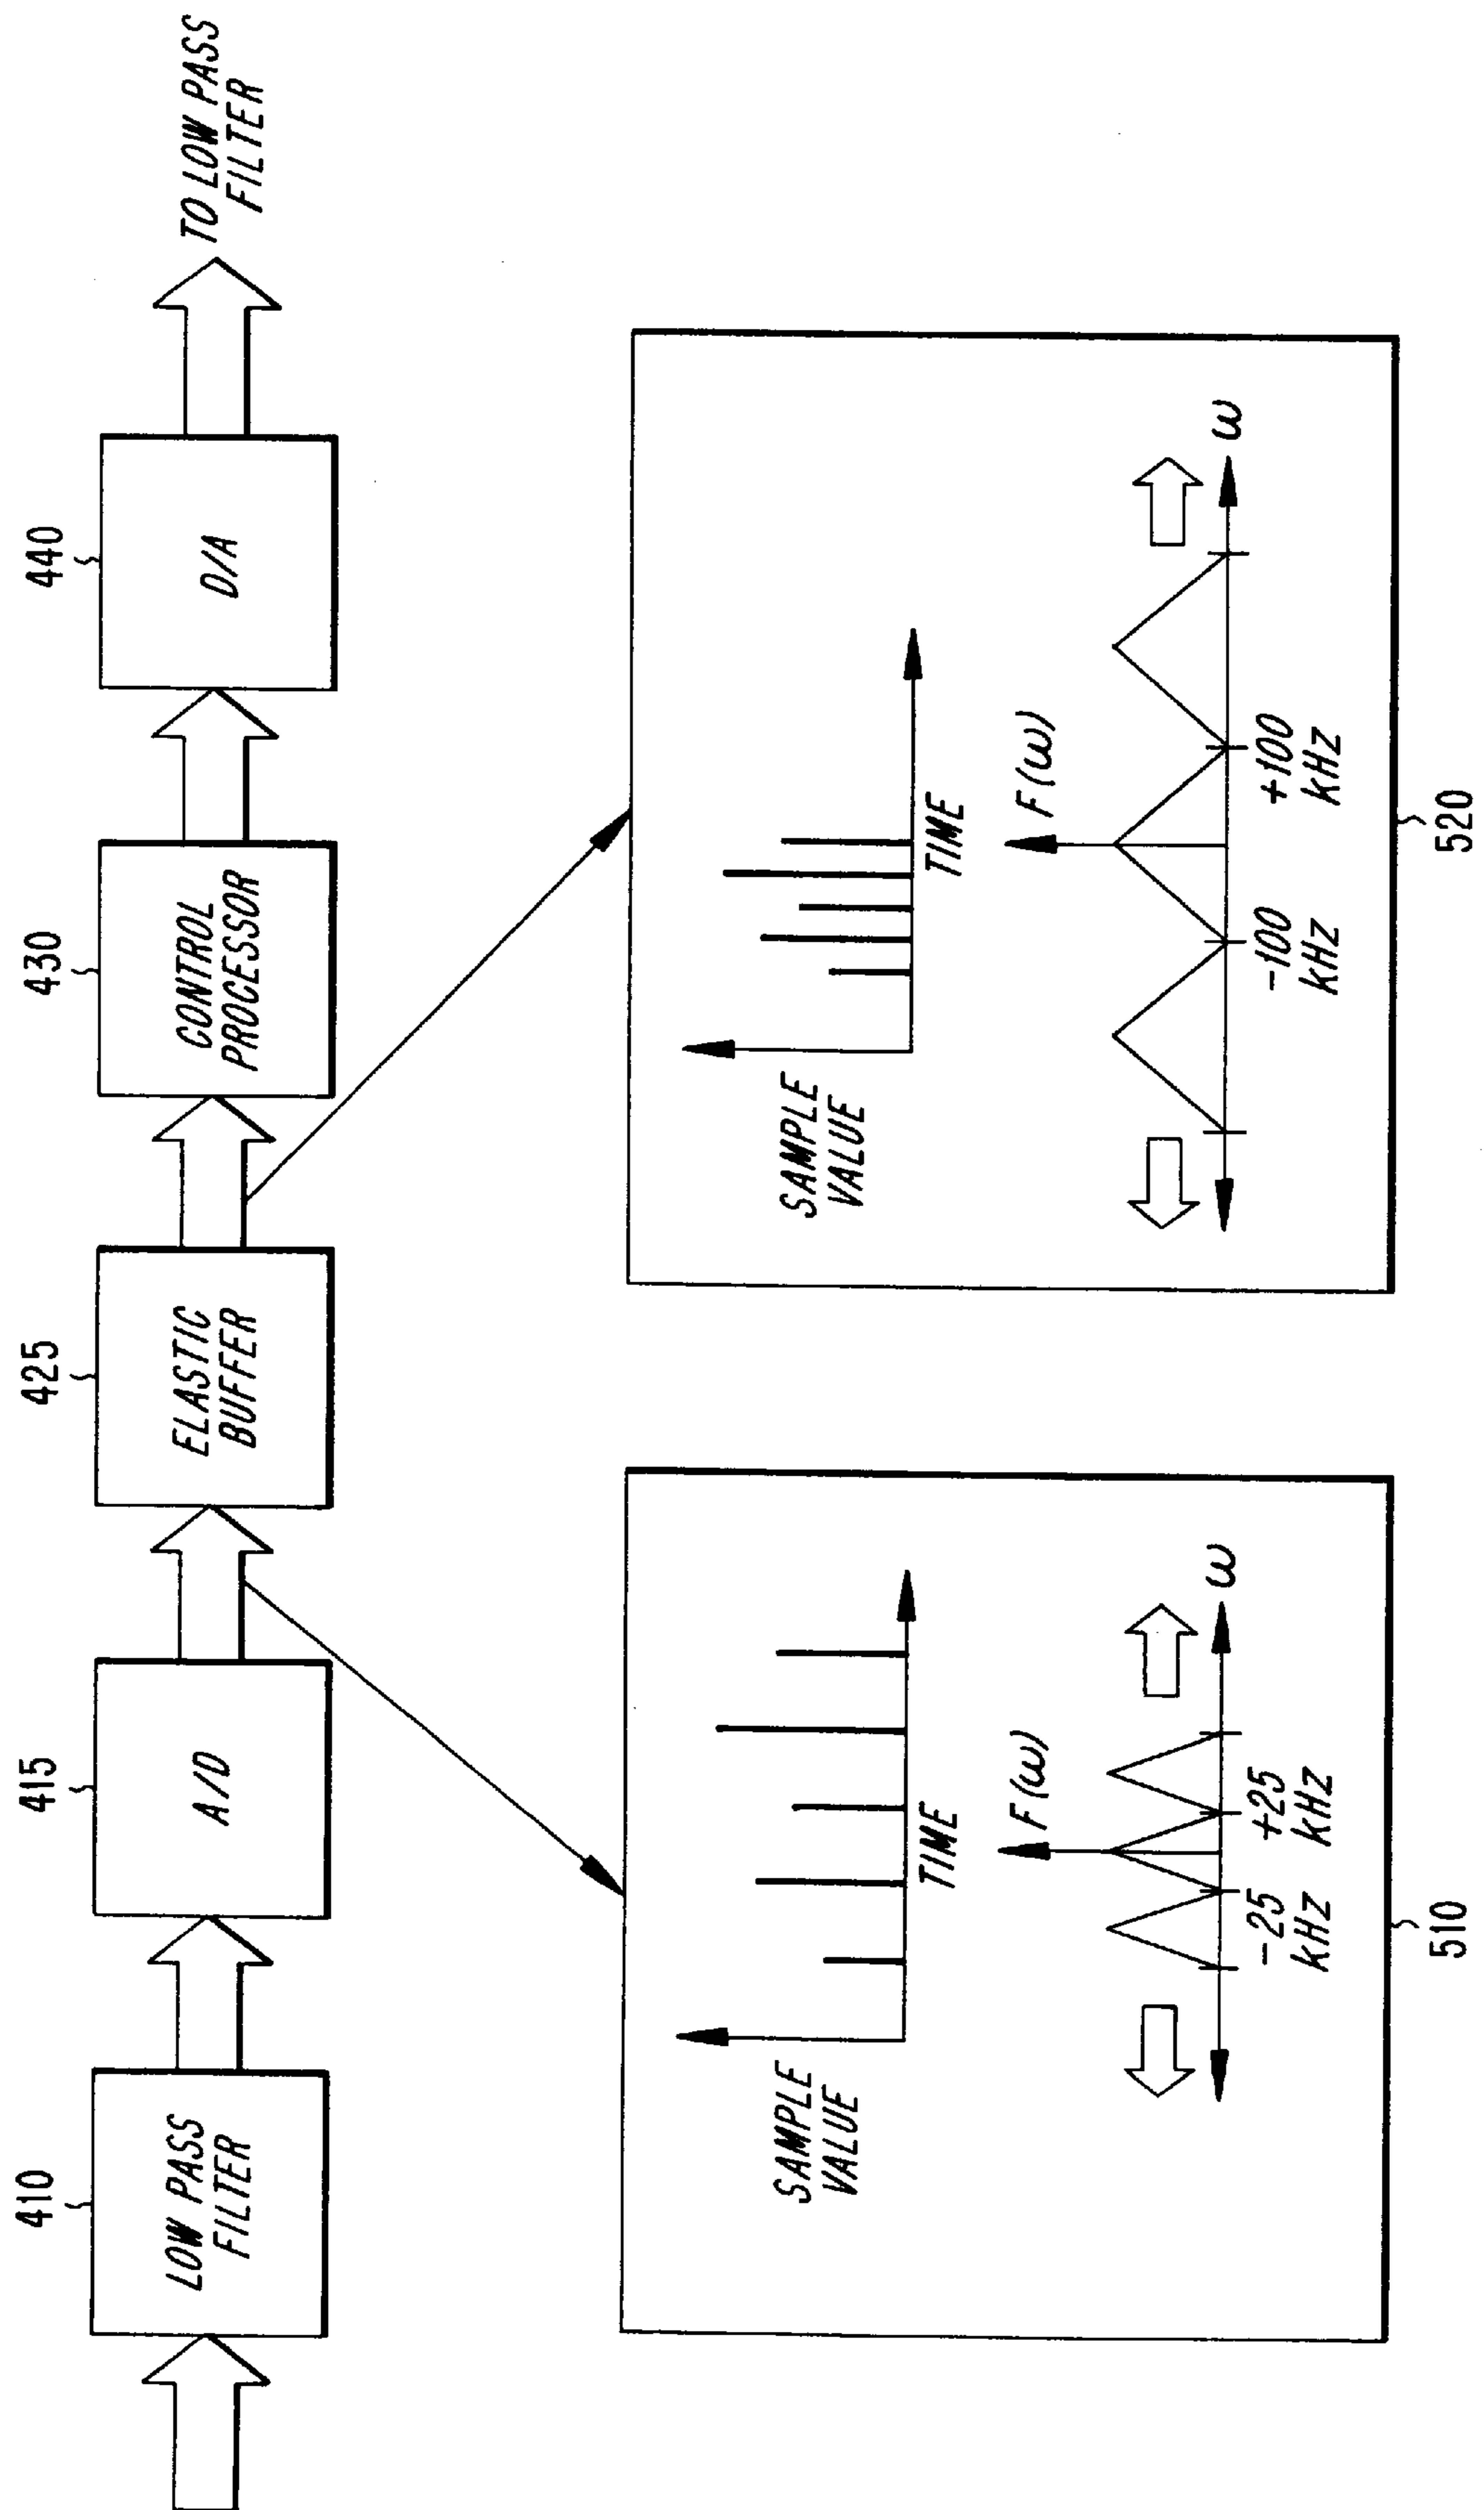 410
LOW PASS
FILTER
415
A/D
425
ELASTIC
BUFFER
430
CONTROL
PROCESSOR
440
D/A
TO LOW PASS
FILTER
SAMPLE
VALUE
TIME
F(ω)
ω
-25
kHz
+25
kHz
510
SAMPLE
VALUE
TIME
F(ω)
ω
-100
kHz
+100
kHz
520